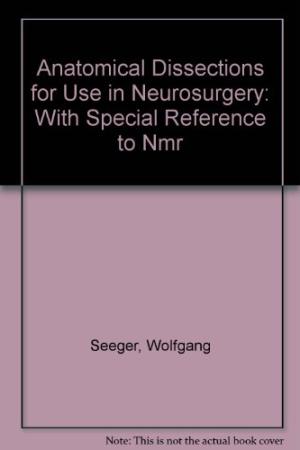 Anatomical Dissections
for Use in Neurosurgery:
With Special Reference
to Nmr
Seeger, Wolfgang
Note: This is not the actual book cover